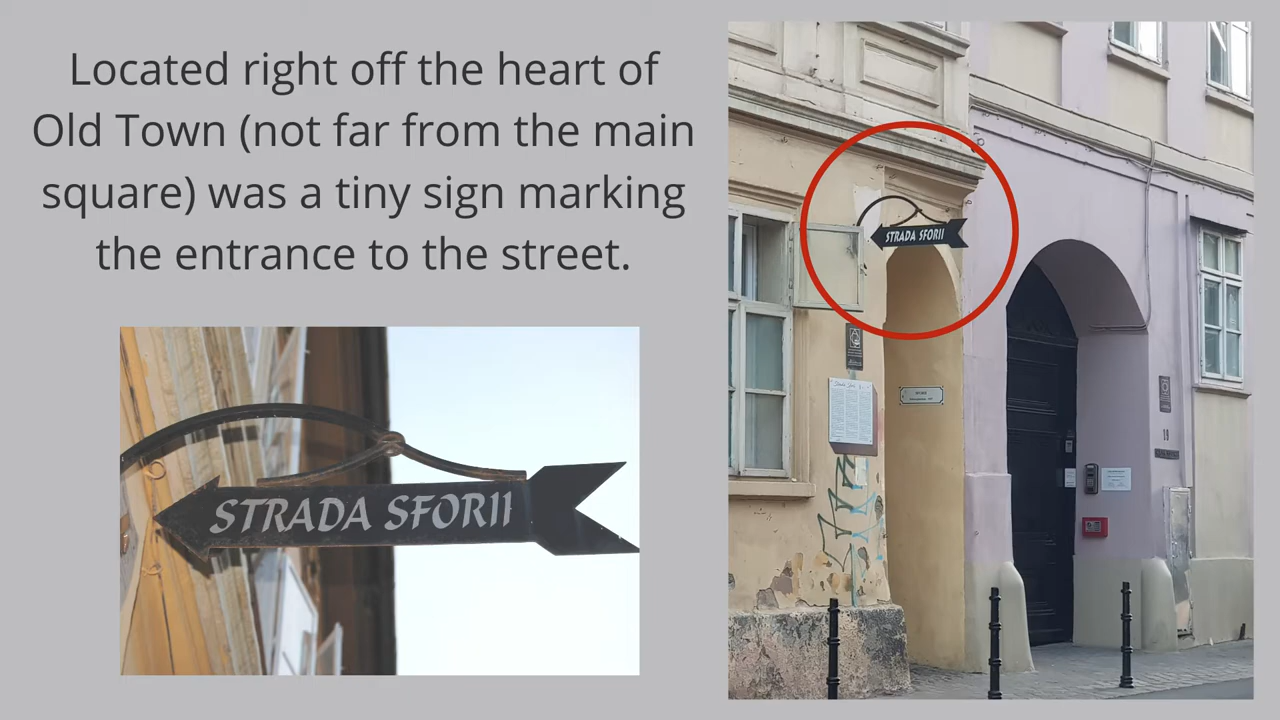 Located right off the heart of
Old Town (not far from the main
square) was a tiny sign marking
the entrance to the street.
STRADA SFORII
STRADA SFORII
19